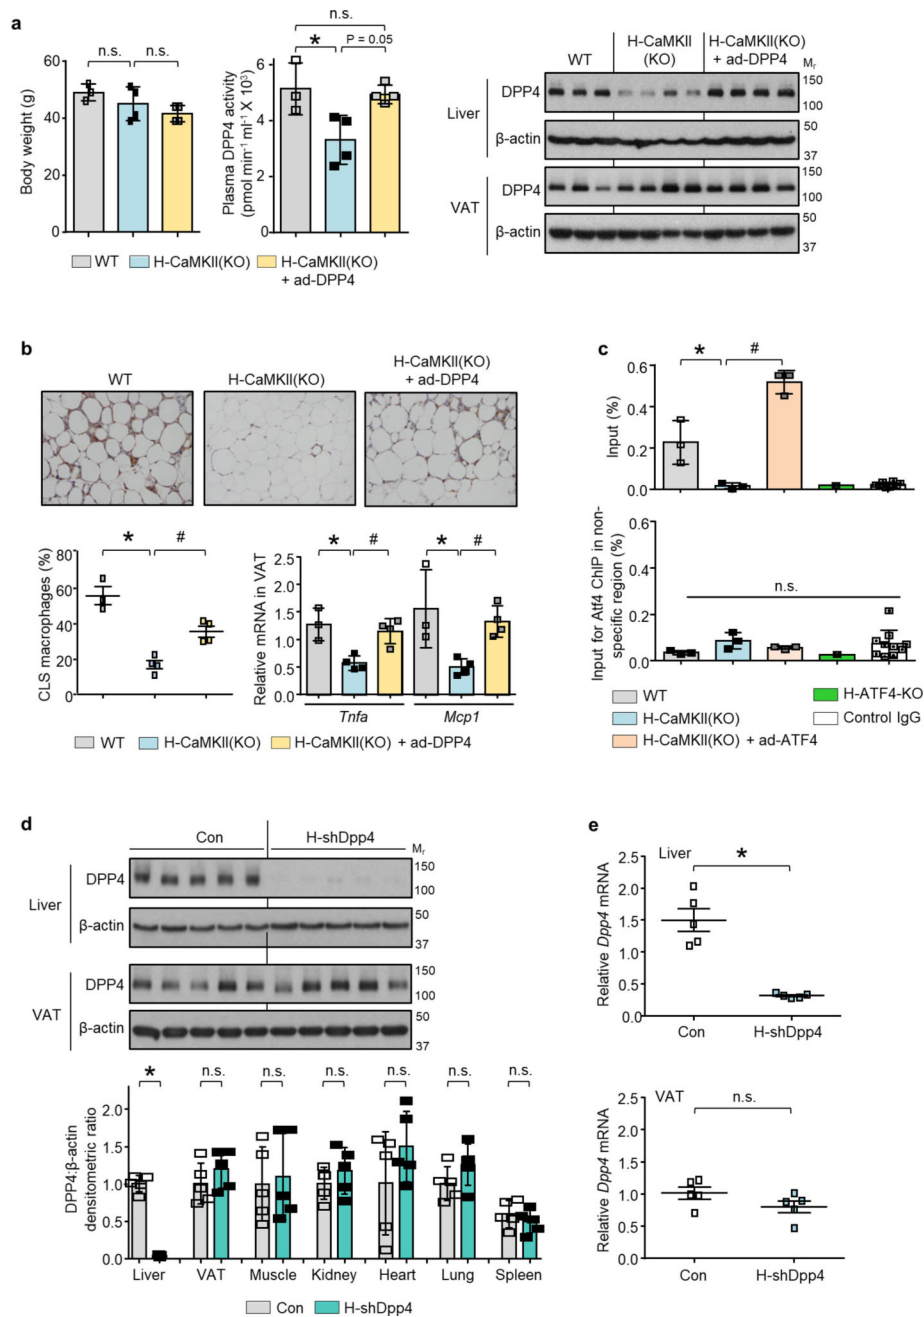 a
n.s.
n.s.
60
40
20
0
Body weight (g)
n.s.
*
P = 0.05
6
4
2
0
Plasma DPP4 activity
(pmol min⁻¹ ml⁻¹ X 10³)
WT
H-CaMKII(KO)
H-CaMKII(KO)
+ ad-DPP4
WT
H-CaMKII
(KO)
H-CaMKII(KO)
+ ad-DPP4
Mr
Liver
DPP4
150
100
β-actin
50
37
VAT
DPP4
150
100
β-actin
50
37
b
WT
H-CaMKII(KO)
H-CaMKII(KO)
+ ad-DPP4
CLS macrophages (%)
80
60
40
20
0
*
#
Relative mRNA in VAT
2.5
2.0
1.5
1.0
0.5
0.0
*
#
*
#
Tnfa
Mcp1
WT
H-CaMKII(KO)
H-CaMKII(KO) + ad-DPP4
c
*
#
Input (%)
0.6
0.4
0.2
0.0
Input for Atf4 ChIP in non-
specific region (%)
0.6
0.4
0.2
0.0
n.s.
WT
H-CaMKII(KO)
H-CaMKII(KO) + ad-ATF4
H-ATF4-KO
Control IgG
d
Con
H-shDpp4
Mr
Liver
DPP4
150
100
β-actin
50
37
VAT
DPP4
150
100
β-actin
50
37
*
n.s.
n.s.
n.s.
n.s.
n.s.
n.s.
DPP4:β-actin
densitometric ratio
2.0
1.5
1.0
0.5
0.0
Liver
VAT
Muscle
Kidney
Heart
Lung
Spleen
Con
H-shDpp4
e
Liver
*
Relative Dpp4 mRNA
2.5
2.0
1.5
1.0
0.5
0.0
Con
H-shDpp4
VAT
n.s.
Relative Dpp4 mRNA
2.5
2.0
1.5
1.0
0.5
0.0
Con
H-shDpp4